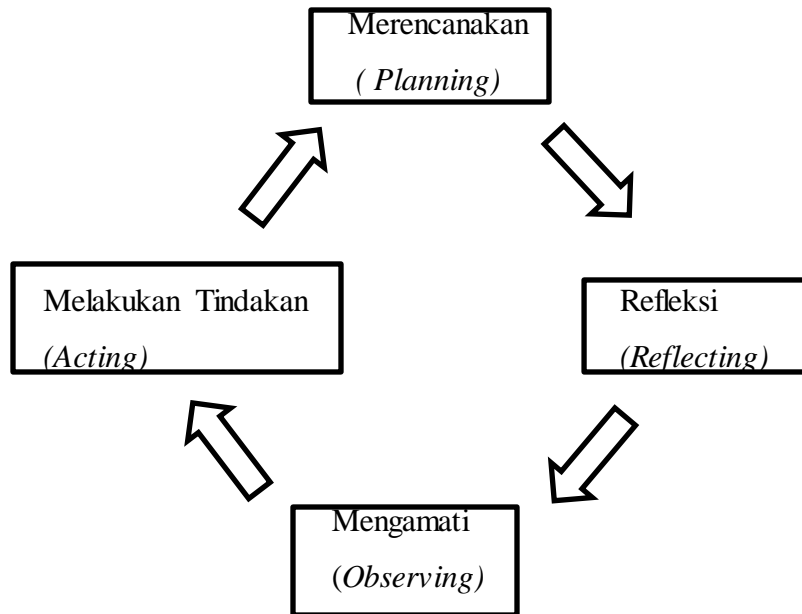 Merencanakan
( Planning)
Melakukan Tindakan
(Acting)
Refleksi
(Reflecting)
Mengamati
(Observing)